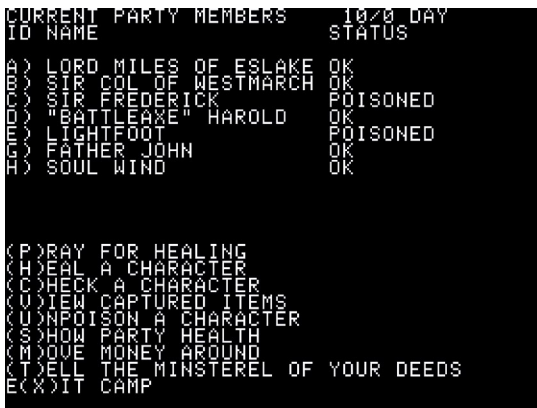 CURRENT PARTY MEMBERS 10/0 DAY
ID NAME STATUS
A) LORD MILES OF ESLAKE OK
B) SIR COL OF WESTMARCH OK
C) SIR FREDERICK POISONED
D) "BATTLEAXE" HAROLD OK
E) LIGHTFOOT POISONED
G) FATHER JOHN OK
H) SOUL WIND OK
(P)RAY FOR HEALING
(H)EAL A CHARACTER
(C)HECK A CHARACTER
(V)IEW CAPTURED ITEMS
(U)NPOISON A CHARACTER
(S)HOW PARTY HEALTH
(M)OVE MONEY AROUND
(T)ELL THE MINSTEREL OF YOUR DEEDS
E(X)IT CAMP